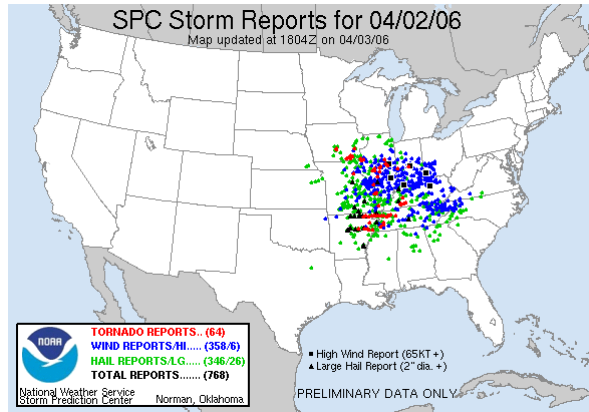 SPC Storm Reports for 04/02/06
Map updated at 1804Z on 04/03/06
NOAA
TORNADO REPORTS.. (64)
WIND REPORTS/HI..... (358/6)
HAIL REPORTS/LG..... (346/26)
TOTAL REPORTS....... (768)
National Weather Service
Storm Prediction Center Norman, Oklahoma
High Wind Report (65KT +)
Large Hail Report (2" dia. +)
PRELIMINARY DATA ONLY